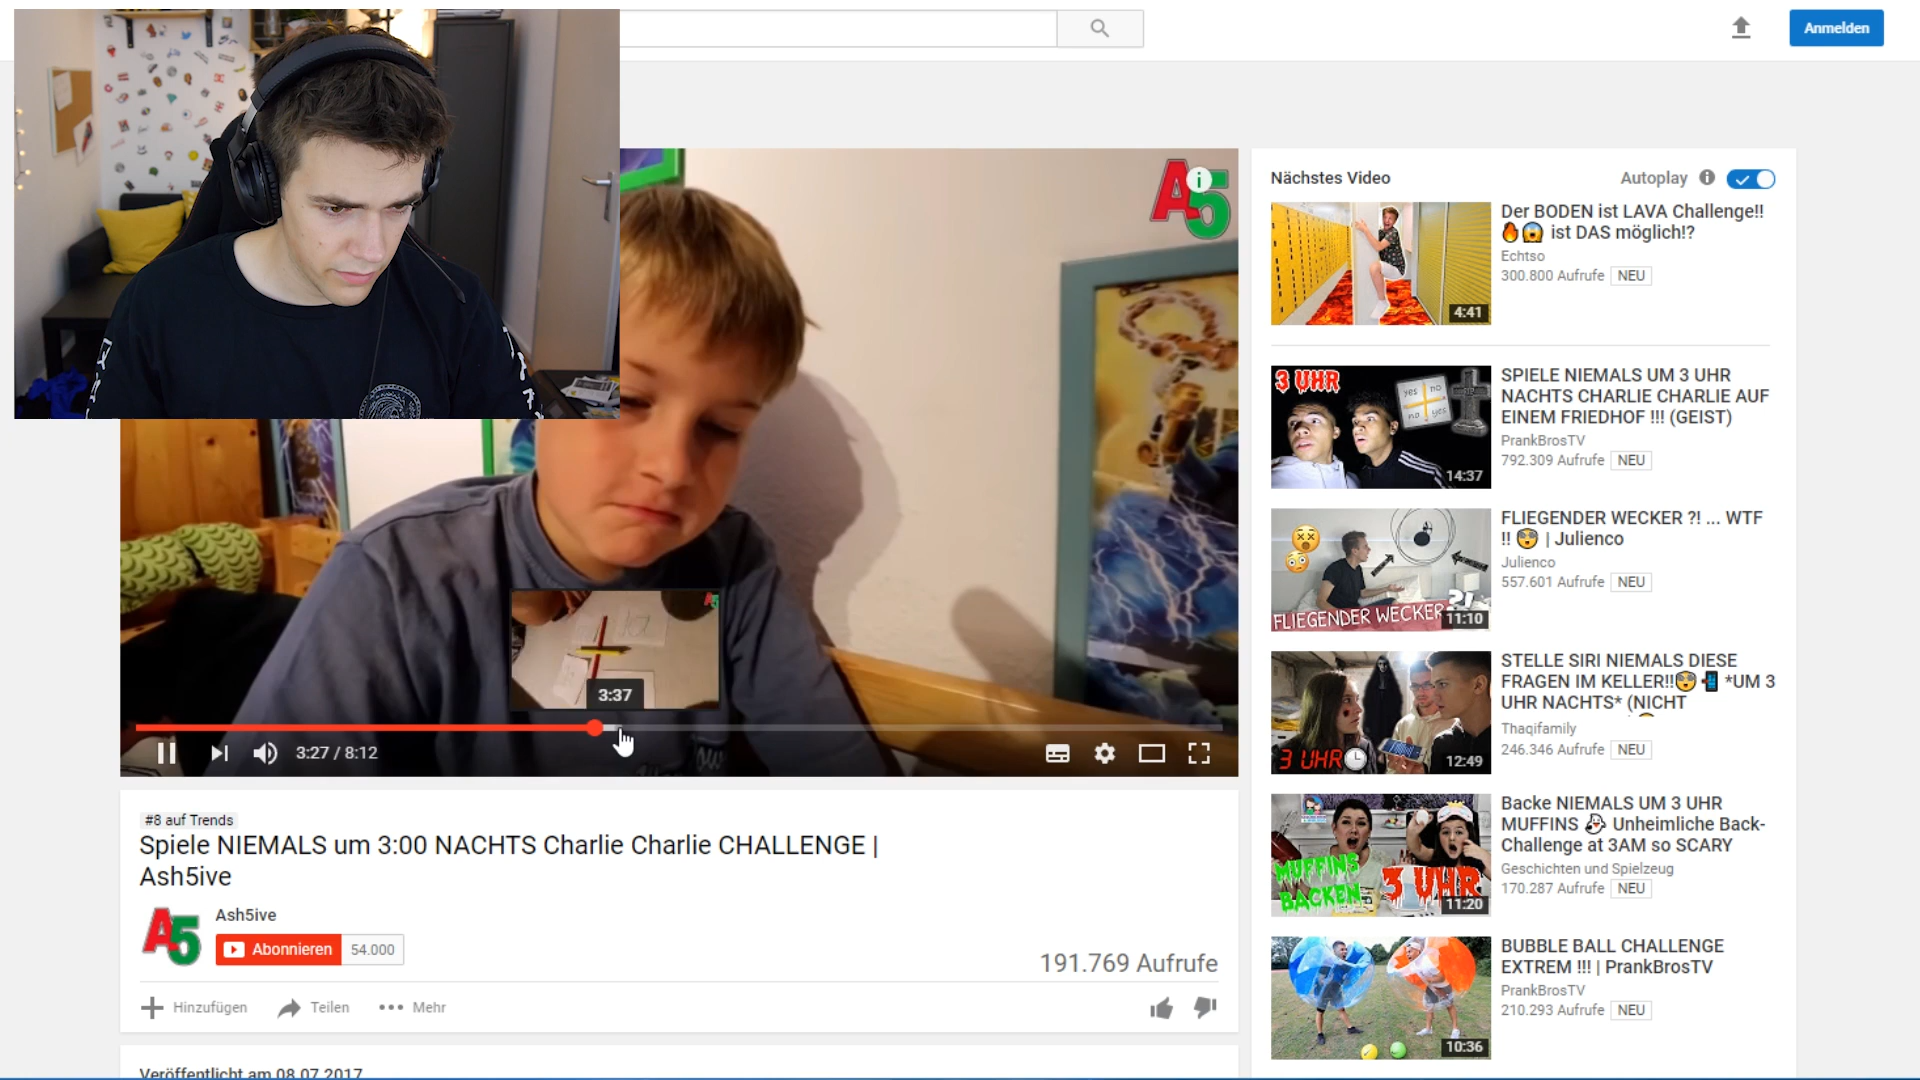 Anmelden
A5
i
3:37
3:27 / 8:12
#8 auf Trends
Spiele NIEMALS um 3:00 NACHTS Charlie Charlie CHALLENGE |
Ash5ive
A5
Ash5ive
Abonnieren 54.000
191.769 Aufrufe
Hinzufügen Teilen Mehr
Veröffentlicht am 08.07.2017
Nächstes Video
Autoplay
4:41
Der BODEN ist LAVA Challenge!!
🔥😱 ist DAS möglich!?
Echtso
300.800 Aufrufe NEU
3 UHR
yes no
no yes
14:37
SPIELE NIEMALS UM 3 UHR
NACHTS CHARLIE CHARLIE AUF
EINEM FRIEDHOF !!! (GEIST)
PrankBrosTV
792.309 Aufrufe NEU
?!
FLIEGENDER WECKER
11:10
FLIEGENDER WECKER ?! ... WTF
!! 😳 | Julienco
Julienco
557.601 Aufrufe NEU
3 UHR
12:49
STELLE SIRI NIEMALS DIESE
FRAGEN IM KELLER!!😳📲 *UM 3
UHR NACHTS* (NICHT
Thaqifamily
246.346 Aufrufe NEU
MUFFINS
BACKEN
3 UHR
11:20
Backe NIEMALS UM 3 UHR
MUFFINS 👻 Unheimliche Back-
Challenge at 3AM so SCARY
Geschichten und Spielzeug
170.287 Aufrufe NEU
10:36
BUBBLE BALL CHALLENGE
EXTREM !!! | PrankBrosTV
PrankBrosTV
210.293 Aufrufe NEU